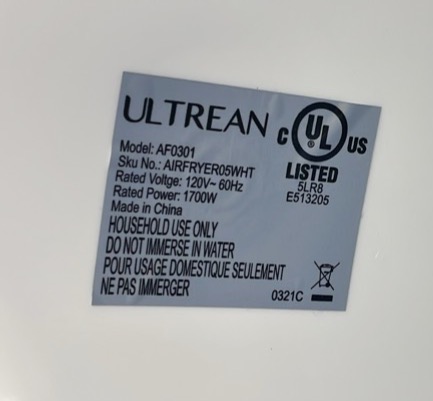 ULTREAN
Model: AF0301
Sku No.: AIRFRYER05WHT
Rated Voltge: 120V~ 60Hz
Rated Power: 1700W
Made in China
HOUSEHOLD USE ONLY
DO NOT IMMERSE IN WATER
POUR USAGE DOMESTIQUE SEULEMENT
NE PAS IMMERGER
C UL US
®
LISTED
5LR8
E513205
0321C